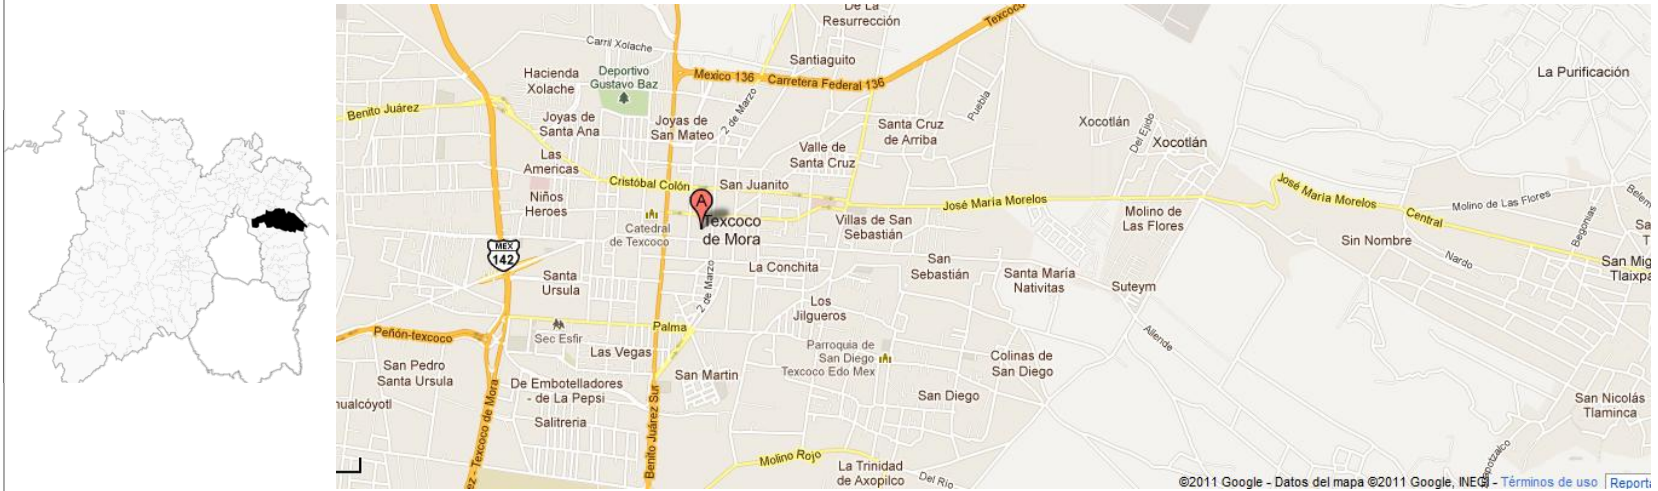 De La
Resurrección
Texcoco
Carril Xolache
Santiaguito
Hacienda
Xolache
Deportivo
Gustavo Baz
Mexico 136
Carretera Federal 136
La Purificación
Benito Juárez
Joyas de
Santa Ana
Joyas de
San Mateo
2 de Marzo
Puebla
Santa Cruz
de Arriba
Xocotlán
Del Ejido
Xocotlán
Las
Americas
Valle de
Santa Cruz
Cristóbal Colón
San Juanito
Niños
Heroes
A
Texcoco
de Mora
Catedral
de Texcoco
José María Morelos
José María Morelos
Villas de San
Sebastián
Molino de
Las Flores
Molino de Las Flores
Central
Begonias
Belem
Sin Nombre
MEX
142
Santa
Ursula
La Conchita
San
Sebastián
Santa María
Nativitas
Suteym
Nardo
San Mig
Tlaixpa
2 de Marzo
Los
Jilgueros
Allende
Peñón-texcoco
Palma
Sec Esfir
Las Vegas
Parroquia de
San Diego
Texcoco Edo Mex
Colinas de
San Diego
San Pedro
Santa Ursula
San Martin
De Embotelladores
- de La Pepsi
San Diego
San Nicolás
Tlaminca
hualcóyotl
Salitreria
Benito Juárez Sur
ez - Texcoco de Mora
Molino Rojo
La Trinidad
de Axopilco
Del Río
©2011 Google - Datos del mapa ©2011 Google, INEGI - Términos de uso
Reporta